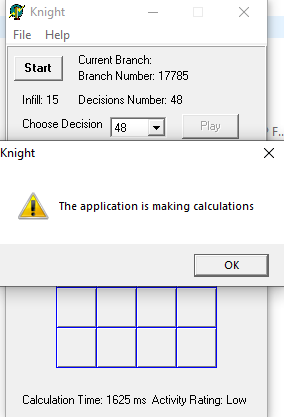 Knight
File Help
Current Branch:
Start
Branch Number: 17785
Infill: 15 Decisions Number: 48
Choose Decision 48 Play
F...
Knight
The application is making calculations
OK
Calculation Time: 1625 ms Activity Rating: Low